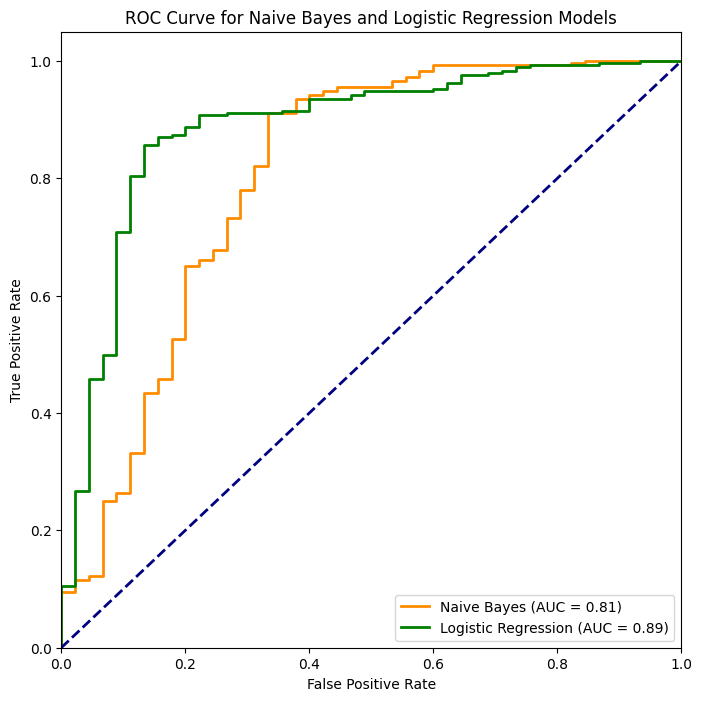 ROC Curve for Naive Bayes and Logistic Regression Models
True Positive Rate
1.0
0.8
0.6
0.4
0.2
0.0
0.0 0.2 0.4 0.6 0.8 1.0
False Positive Rate
Naive Bayes (AUC = 0.81)
Logistic Regression (AUC = 0.89)